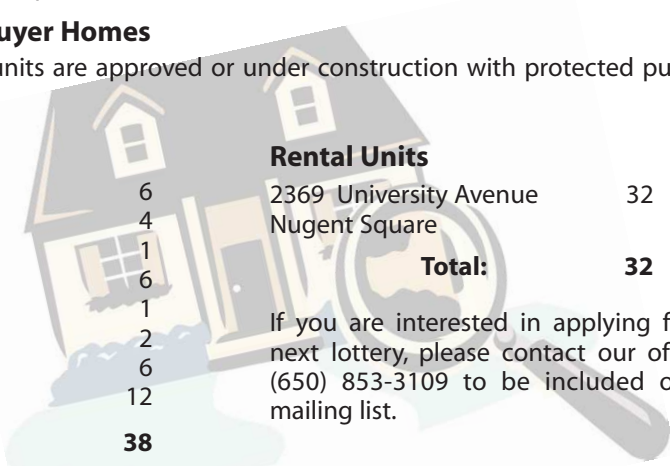 uyer Homes
units are approved or under construction with protected pu
6
4
1
6
1
2
6
12
38
Rental Units
2369 University Avenue 32
Nugent Square
Total: 32
If you are interested in applying f
next lottery, please contact our of
(650) 853-3109 to be included o
mailing list.